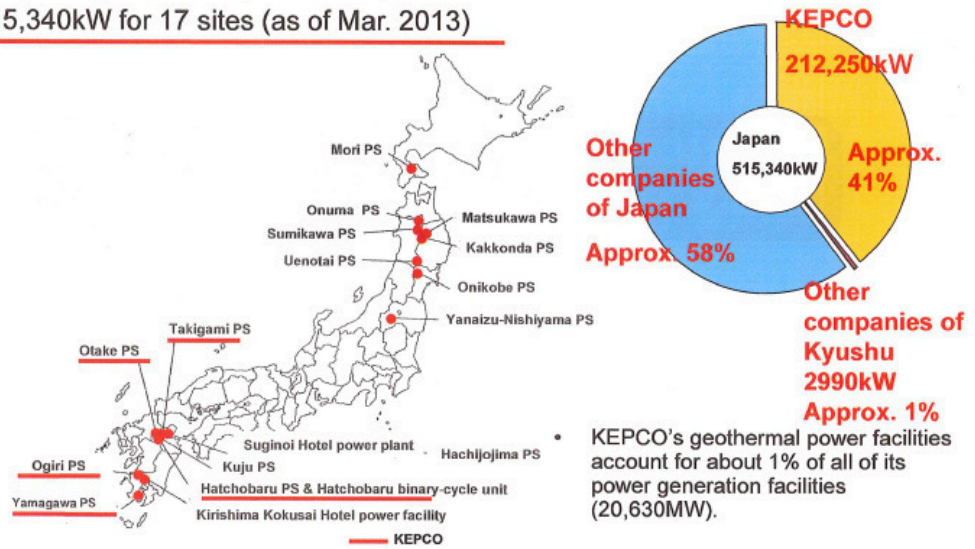 5,340kW for 17 sites (as of Mar. 2013)
KEPCO
212,250kW
Japan
515,340kW
Approx.
41%
Other
companies
of Japan
Approx. 58%
Other
companies of
Kyushu
2990kW
Approx. 1%
Mori PS
Onuma PS
Matsukawa PS
Sumikawa PS
Kakkonda PS
Uenotai PS
Onikobe PS
Yanaizu-Nishiyama PS
Takigami PS
Otake PS
Suginoi Hotel power plant
Hachijojima PS
Kuju PS
Ogiri PS
Hatchobaru PS & Hatchobaru binary-cycle unit
Yamagawa PS
Kirishima Kokusai Hotel power facility
KEPCO
• KEPCO's geothermal power facilities
account for about 1% of all of its
power generation facilities
(20,630MW).